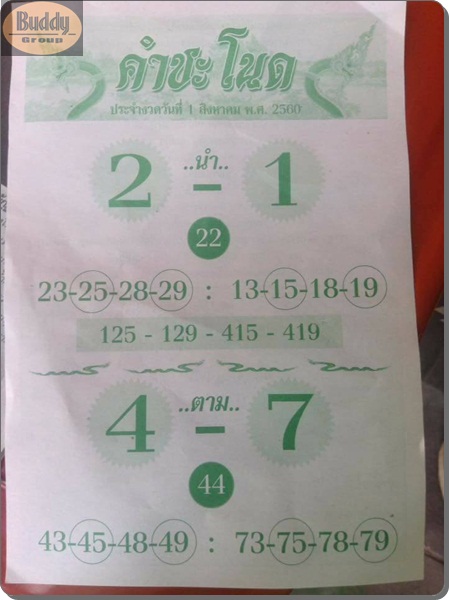 Buddy
Group
คำชะโนด
ประจำงวดวันที่ 1 สิงหาคม พ.ศ. 2560
..นำ..
2 - 1
22
23-25-28-29 : 13-15-18-19
125 - 129 - 415 - 419
..ตาม..
4 - 7
44
43-45-48-49 : 73-75-78-79